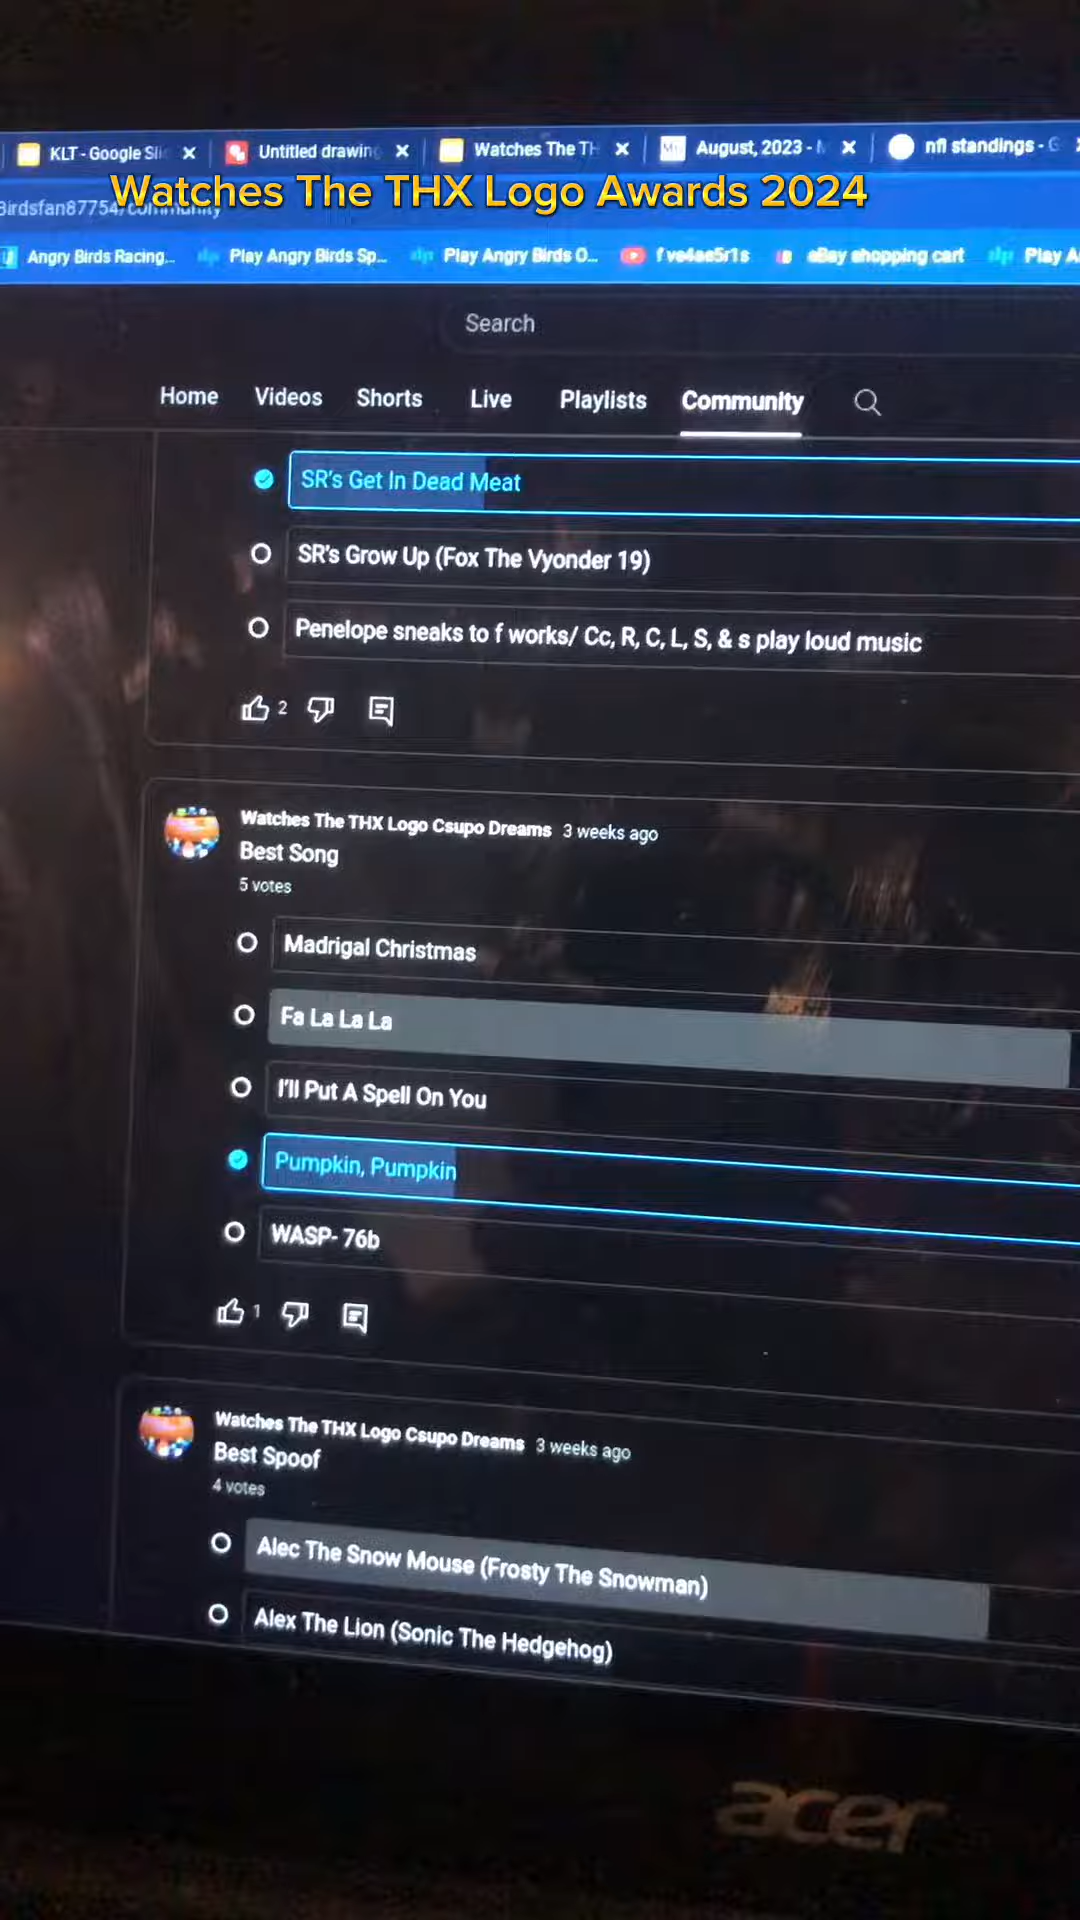 KLT - Google Sli
Untitled drawing
Watches The TH
August, 2023 -
nfl standings - G
Watches The THX Logo Awards 2024
Birdsfan87754/community
Angry Birds Racing...
Play Angry Birds Sp...
Play Angry Birds O...
eBay shopping cart
Play A
Search
Home
Videos
Shorts
Live
Playlists
Community
SR's Get In Dead Meat
SR's Grow Up (Fox The Vyonder 19)
Penelope sneaks to f works/ Cc, R, C, L, S, & s play loud music
2
Watches The THX Logo Csupo Dreams 3 weeks ago
Best Song
5 votes
Madrigal Christmas
Fa La La La
I'll Put A Spell On You
Pumpkin, Pumpkin
WASP- 76b
1
Watches The THX Logo Csupo Dreams 3 weeks ago
Best Spoof
4 votes
Alec The Snow Mouse (Frosty The Snowman)
Alex The Lion (Sonic The Hedgehog)
acer